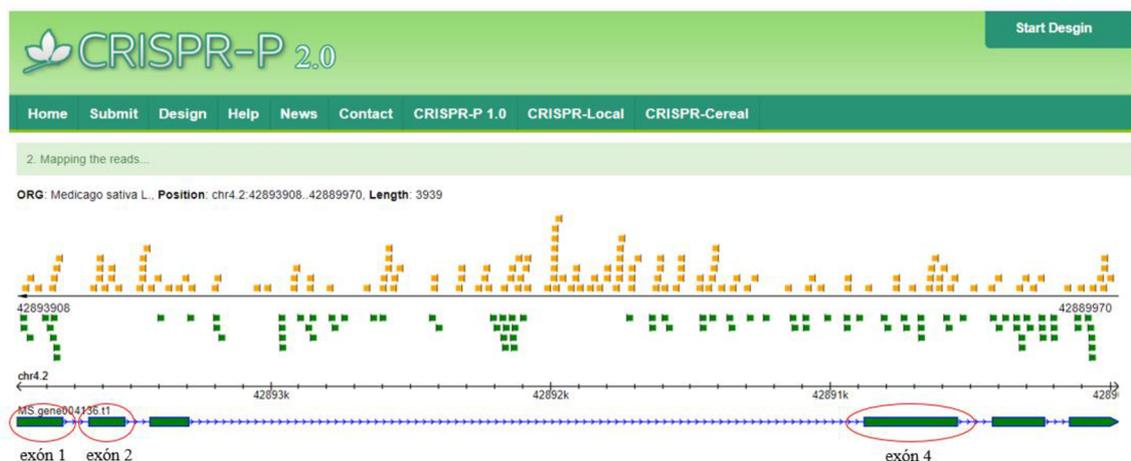 Start Desgin
CRISPR-P 2.0
Home Submit Design Help News Contact CRISPR-P 1.0 CRISPR-Local CRISPR-Cereal
2. Mapping the reads...
ORG: Medicago sativa L., Position: chr4.2:42893908..42889970, Length: 3939
42893908 42889970
chr4.2
42893k 42892k 42891k 4289
MS.gene004136.t1
exón 1 exón 2 exón 4